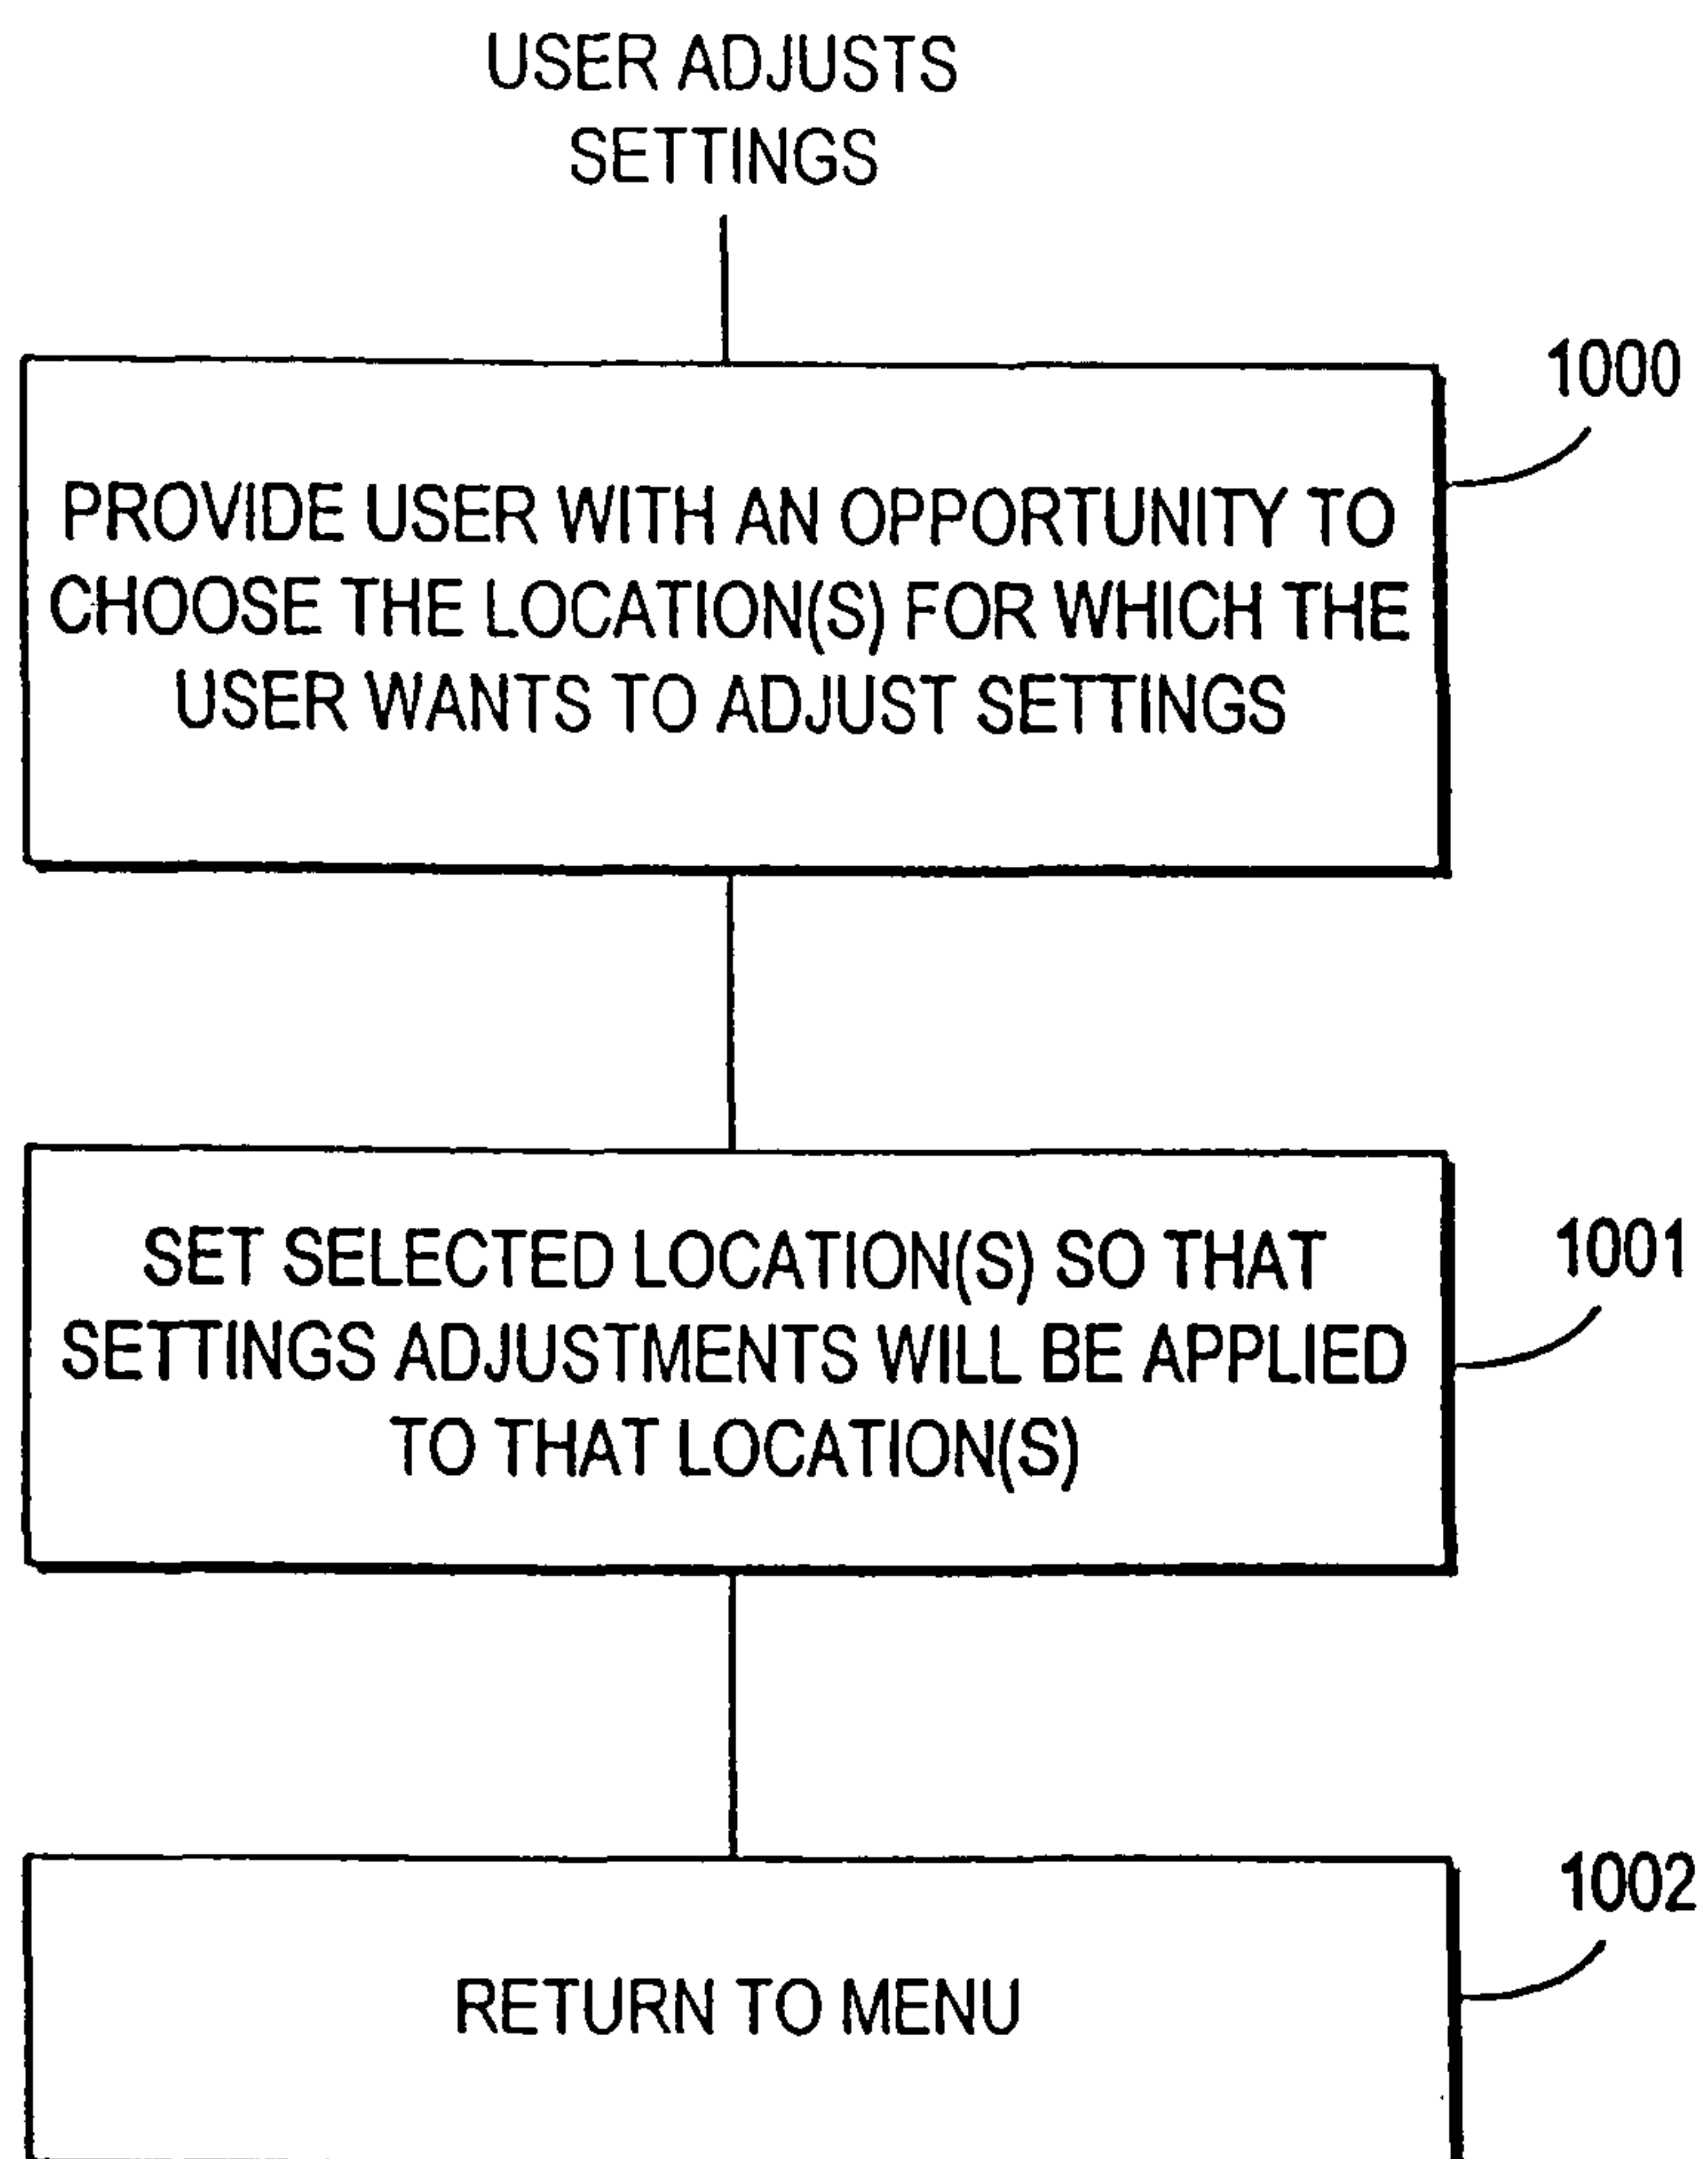 USER ADJUSTS
SETTINGS
1000
PROVIDE USER WITH AN OPPORTUNITY TO
CHOOSE THE LOCATION(S) FOR WHICH THE
USER WANTS TO ADJUST SETTINGS
1001
SET SELECTED LOCATION(S) SO THAT
SETTINGS ADJUSTMENTS WILL BE APPLIED
TO THAT LOCATION(S)
1002
RETURN TO MENU